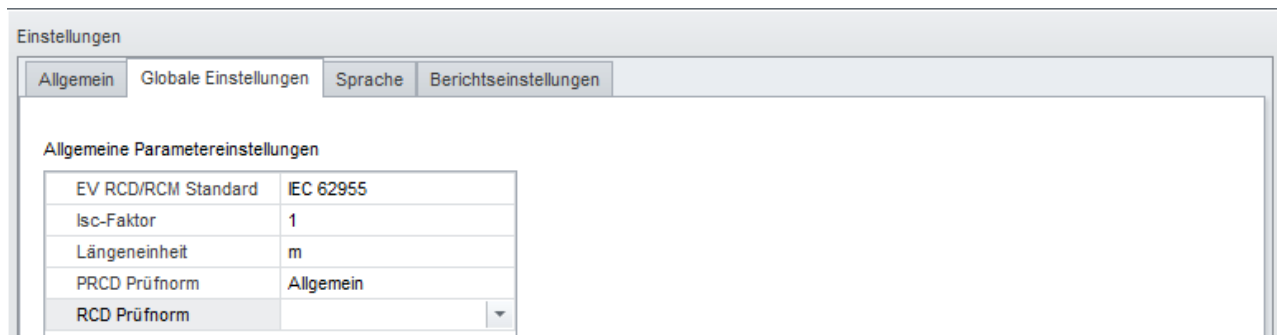 Einstellungen
Allgemein Globale Einstellungen Sprache Berichtseinstellungen
Allgemeine Parametereinstellungen
EV RCD/RCM Standard IEC 62955
Isc-Faktor 1
Längeneinheit m
PRCD Prüfnorm Allgemein
RCD Prüfnorm